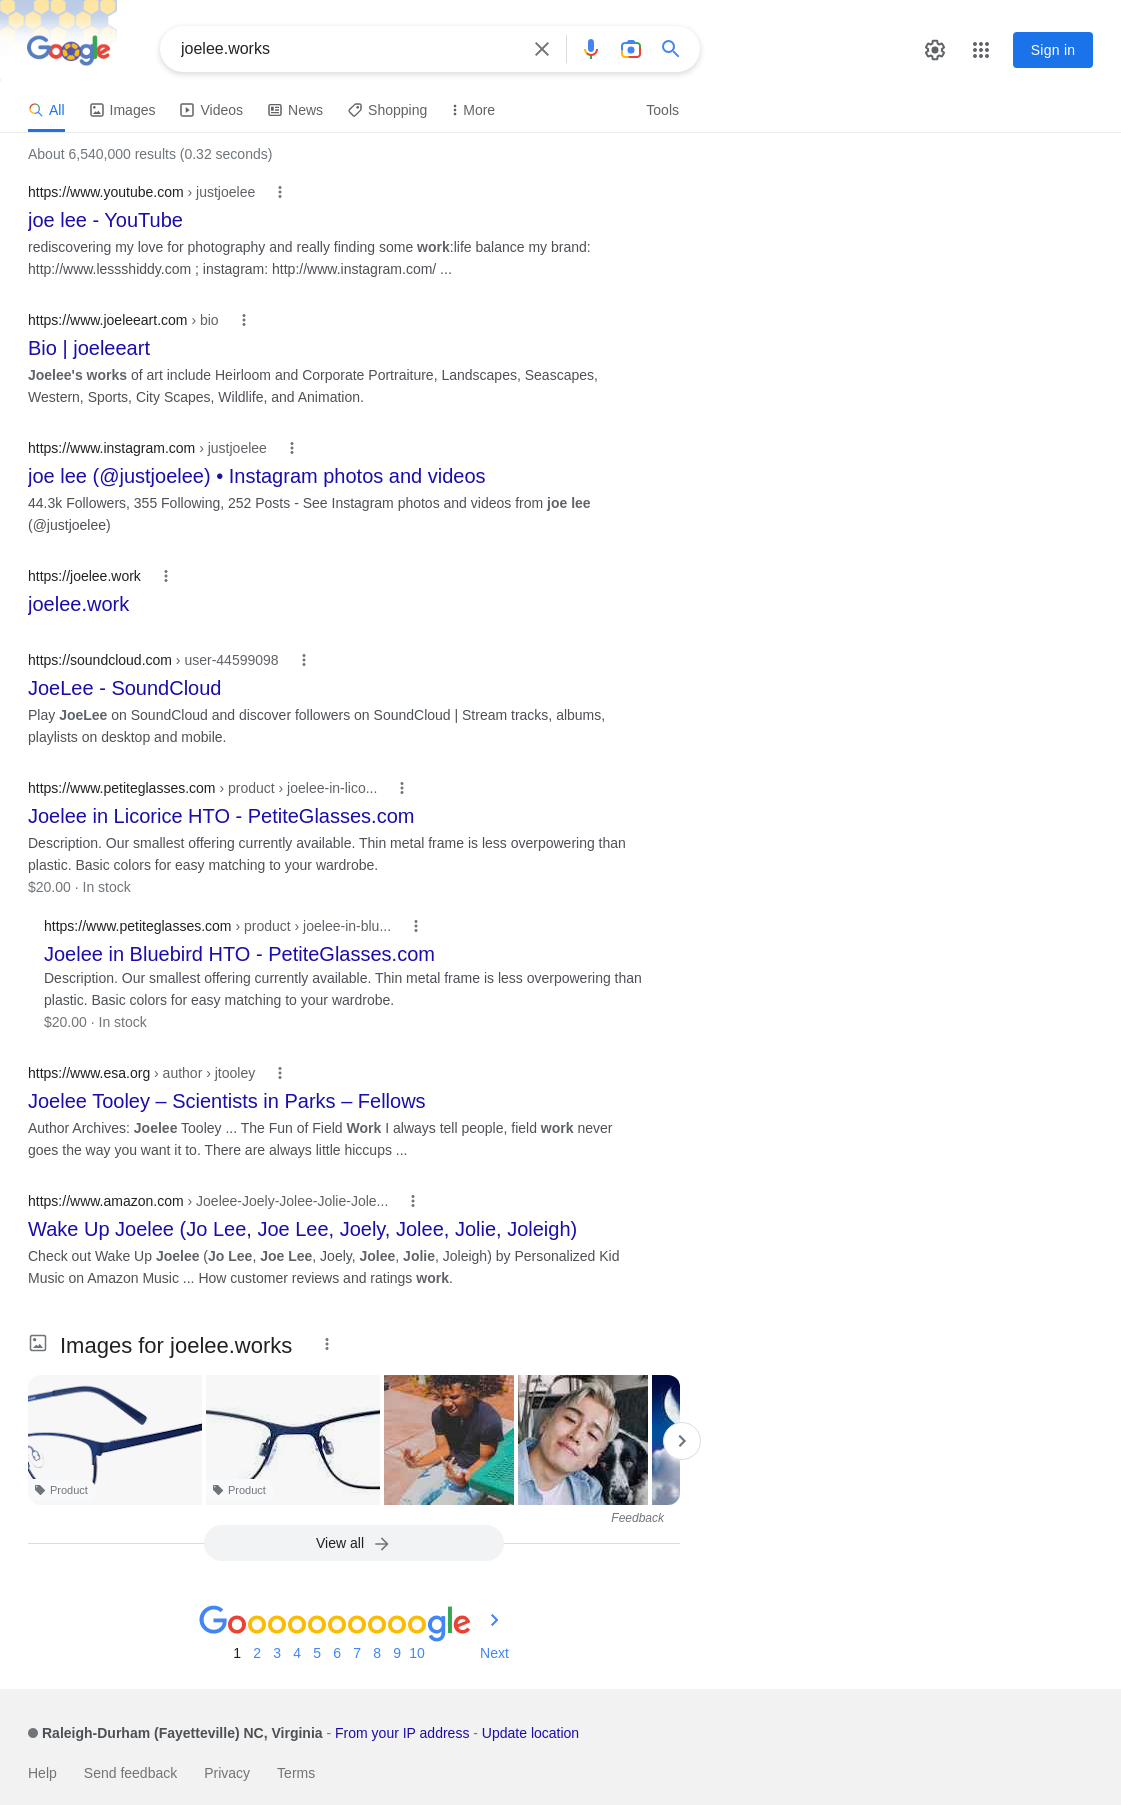 Google
joelee.works
Sign in
All Images Videos News Shopping More Tools
About 6,540,000 results (0.32 seconds)
https://www.youtube.com › justjoelee
joe lee - YouTube
rediscovering my love for photography and really finding some work:life balance my brand:
http://www.lessshiddy.com ; instagram: http://www.instagram.com/ ...
https://www.joeleeart.com › bio
Bio | joeleeart
Joelee's works of art include Heirloom and Corporate Portraiture, Landscapes, Seascapes,
Western, Sports, City Scapes, Wildlife, and Animation.
https://www.instagram.com › justjoelee
joe lee (@justjoelee) • Instagram photos and videos
44.3k Followers, 355 Following, 252 Posts - See Instagram photos and videos from joe lee
(@justjoelee)
https://joelee.work
joelee.work
https://soundcloud.com › user-44599098
JoeLee - SoundCloud
Play JoeLee on SoundCloud and discover followers on SoundCloud | Stream tracks, albums,
playlists on desktop and mobile.
https://www.petiteglasses.com › product › joelee-in-lico...
Joelee in Licorice HTO - PetiteGlasses.com
Description. Our smallest offering currently available. Thin metal frame is less overpowering than
plastic. Basic colors for easy matching to your wardrobe.
$20.00 · In stock
https://www.petiteglasses.com › product › joelee-in-blu...
Joelee in Bluebird HTO - PetiteGlasses.com
Description. Our smallest offering currently available. Thin metal frame is less overpowering than
plastic. Basic colors for easy matching to your wardrobe.
$20.00 · In stock
https://www.esa.org › author › jtooley
Joelee Tooley – Scientists in Parks – Fellows
Author Archives: Joelee Tooley ... The Fun of Field Work I always tell people, field work never
goes the way you want it to. There are always little hiccups ...
https://www.amazon.com › Joelee-Joely-Jolee-Jolie-Jole...
Wake Up Joelee (Jo Lee, Joe Lee, Joely, Jolee, Jolie, Joleigh)
Check out Wake Up Joelee (Jo Lee, Joe Lee, Joely, Jolee, Jolie, Joleigh) by Personalized Kid
Music on Amazon Music ... How customer reviews and ratings work.
Images for joelee.works
Product Product
Feedback
View all
Goooooooooogle
1 2 3 4 5 6 7 8 9 10 Next
Raleigh-Durham (Fayetteville) NC, Virginia - From your IP address - Update location
Help Send feedback Privacy Terms